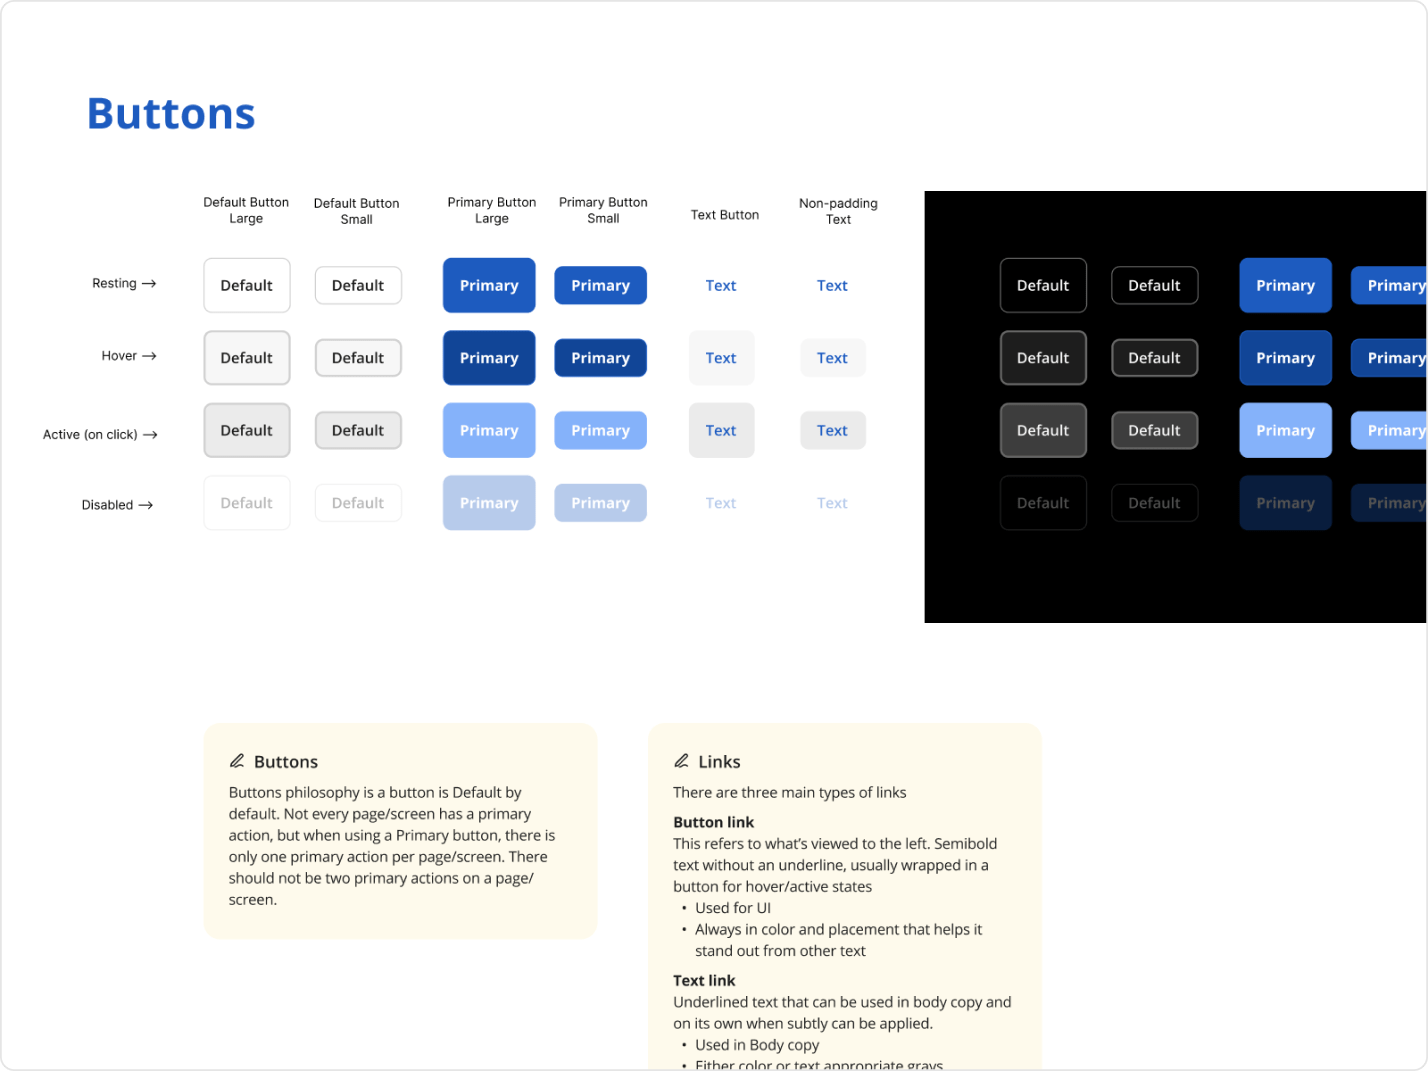 Buttons
Default Button
Large
Default Button
Small
Primary Button
Large
Primary Button
Small
Text Button
Non-padding
Text
Resting →
Default
Default
Primary
Primary
Text
Text
Default
Default
Primary
Primary
Hover →
Default
Default
Primary
Primary
Text
Text
Default
Default
Primary
Primary
Active (on click) →
Default
Default
Primary
Primary
Text
Text
Default
Default
Primary
Primary
Disabled →
Default
Default
Primary
Primary
Text
Text
Default
Default
Primary
Primary
Buttons
Buttons philosophy is a button is Default by
default. Not every page/screen has a primary
action, but when using a Primary button, there is
only one primary action per page/screen. There
should not be two primary actions on a page/
screen.
Links
There are three main types of links
Button link
This refers to what’s viewed to the left. Semibold
text without an underline, usually wrapped in a
button for hover/active states
• Used for UI
• Always in color and placement that helps it
stand out from other text
Text link
Underlined text that can be used in body copy and
on its own when subtly can be applied.
• Used in Body copy
• Either color or text appropriate grays